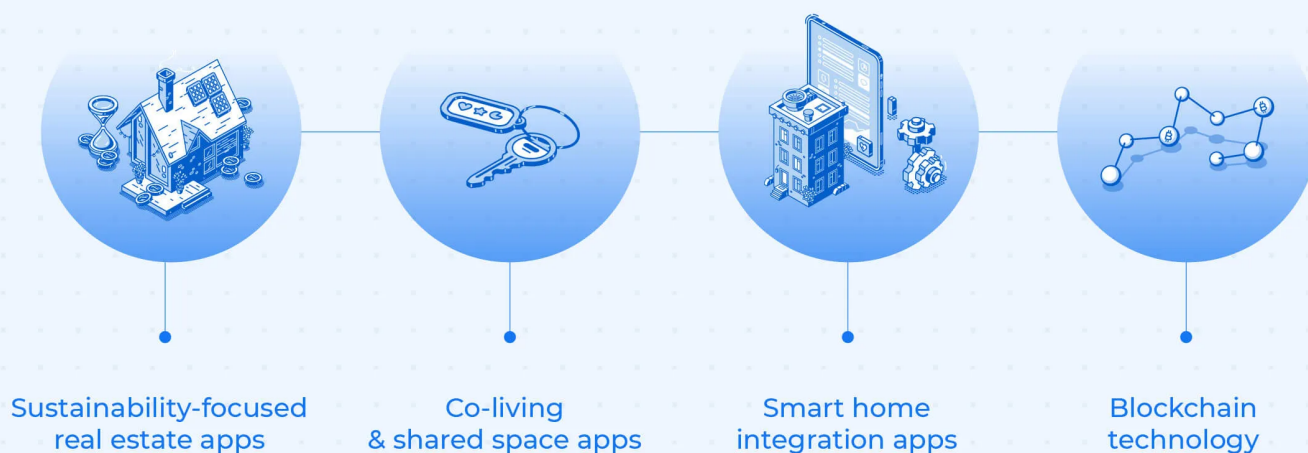 Sustainability-focused
real estate apps
Co-living
& shared space apps
Smart home
integration apps
Blockchain
technology